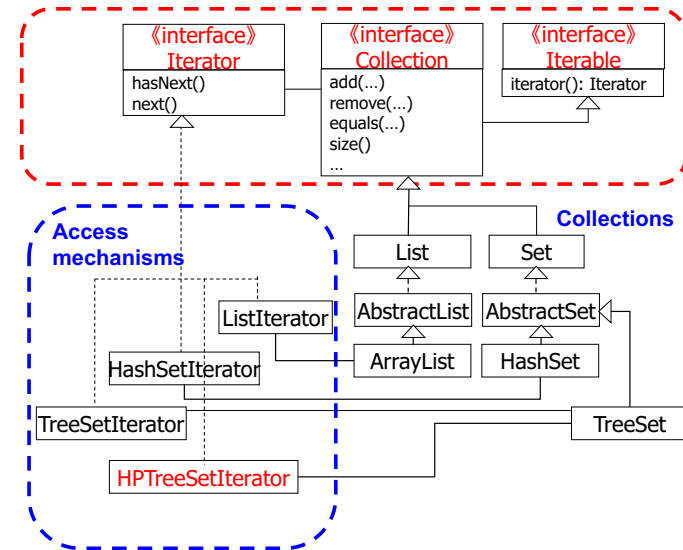 《interface》
Iterator
hasNext()
next()
《interface》
Collection
add(...)
remove(...)
equals(...)
size()
...
《interface》
Iterable
iterator(): Iterator
Access
mechanisms
Collections
List
Set
ListIterator
AbstractList
AbstractSet
HashSetIterator
ArrayList
HashSet
TreeSetIterator
TreeSet
HPTreeSetIterator